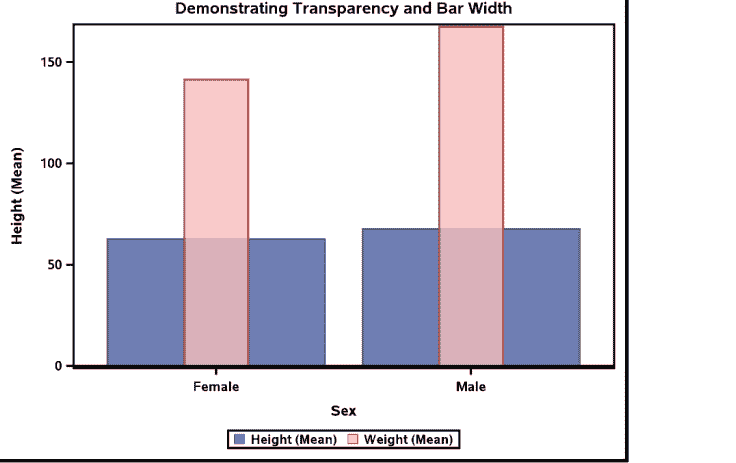 Demonstrating Transparency and Bar Width
150
100
50
0
Height (Mean)
Female Male
Sex
Height (Mean) Weight (Mean)